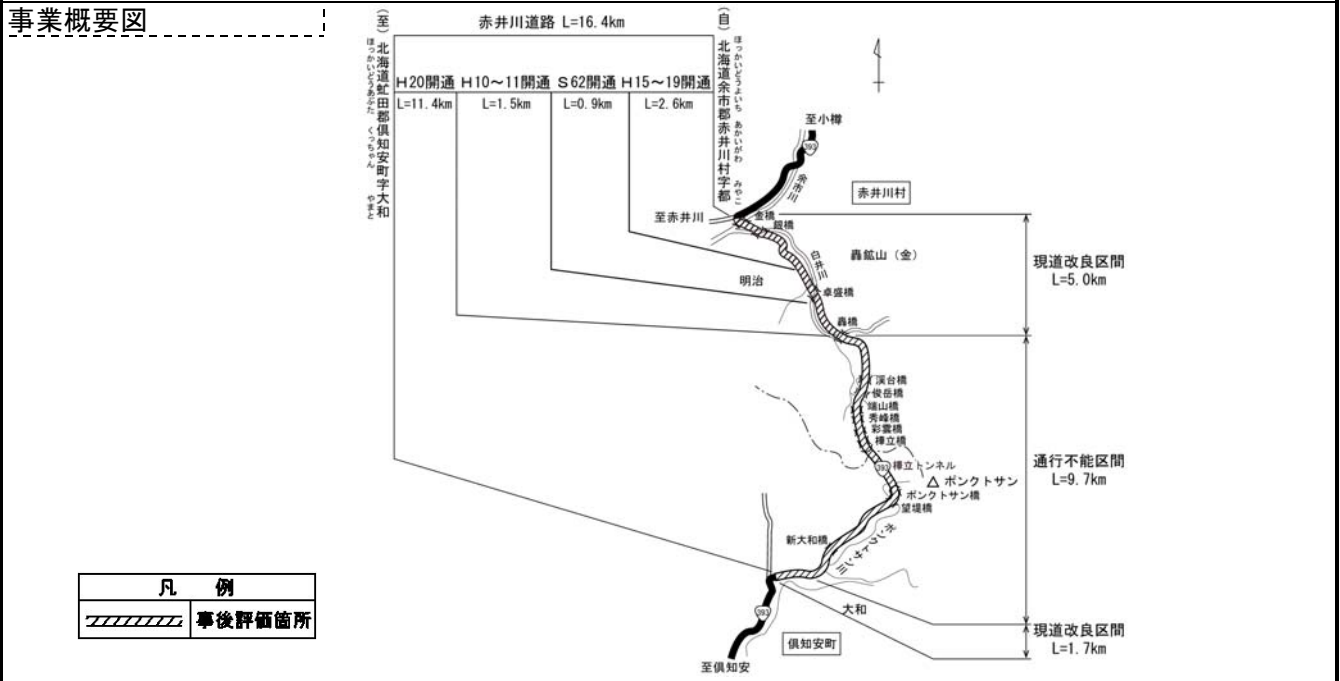 事業概要図
(至)北海道虻田郡倶知安町字大和
ほっかいどうあぶた くっちゃん やまと
赤井川道路 L=16.4km
(自)北海道余市郡赤井川村字都
ほっかいどうよいち あかいがわ みやこ
H20開通 H10～11開通 S62開通 H15～19開通
L=11.4km L=1.5km L=0.9km L=2.6km
至小樽
393
余市川
赤井川村
至赤井川
金橋
銀橋
白井川
轟鉱山(金)
現道改良区間
L=5.0km
明治
卓盛橋
轟橋
渓台橋
俊岳橋
端山橋
秀峰橋
彩雲橋
樺立橋
393
樺立トンネル
通行不能区間
L=9.7km
△ ポンクトサン
ポンクトサン橋
望堤橋
新大和橋
ポンクトサン川
凡 例
事後評価箇所
大和
393
倶知安町
現道改良区間
L=1.7km
至倶知安